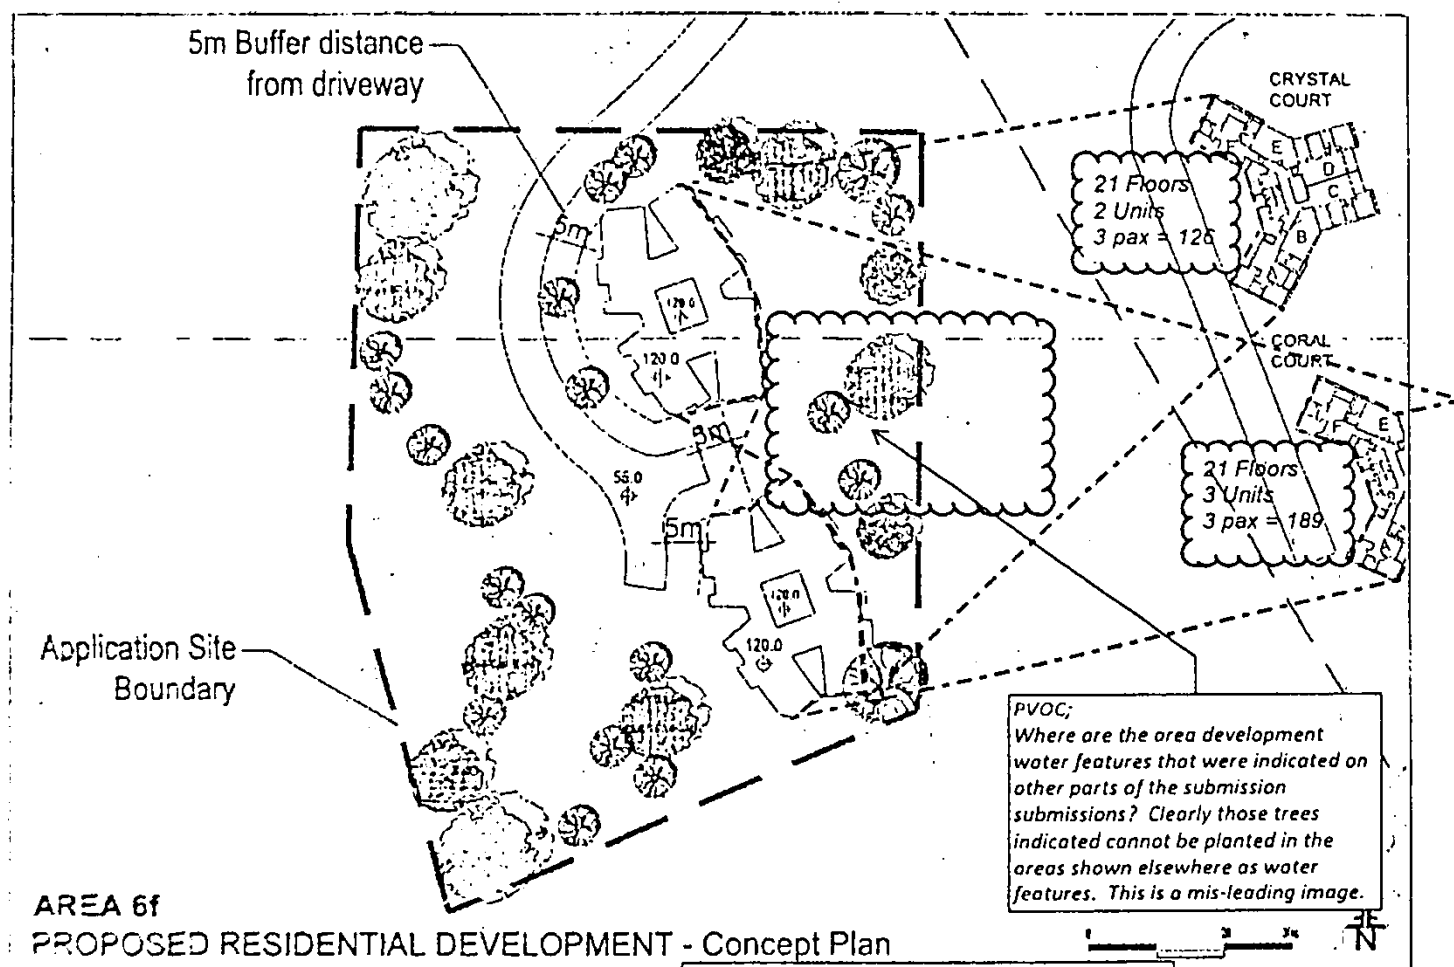 5m Buffer distance
from driveway
CRYSTAL
COURT
F
E
D
C
B
21 Floors
2 Units
3 pax = 126
5m
120.0
120.0
CORAL
COURT
F
E
21 Floors
3 Units
3 pax = 189
5m
55.0
5m
120.0
120.0
Application Site
Boundary
PVOC;
Where are the area development
water features that were indicated on
other parts of the submission
submissions? Clearly those trees
indicated cannot be planted in the
areas shown elsewhere as water
features. This is a mis-leading image.
AREA 6f
PROPOSED RESIDENTIAL DEVELOPMENT - Concept Plan
N